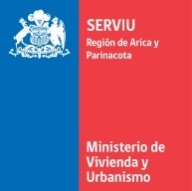 SERVIU
Región de Arica y
Parinacota
Ministerio de
Vivienda y
Urbanismo